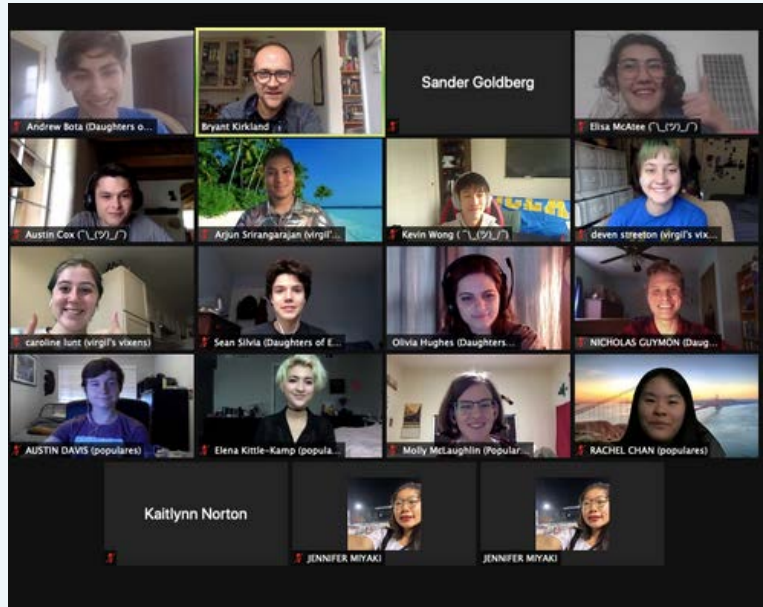 Sander Goldberg
Andrew Bota (Daughters o...
Bryant Kirkland
Elisa McAtee (¯\_(ツ)_/¯)
Austin Cox (¯\_(ツ)_/¯)
Arjun Srirangarajan (virgil'...
Kevin Wong (¯\_(ツ)_/¯)
deven streeton (virgil's vix...
caroline lunt (virgil's vixens)
Sean Silvia (Daughters of E...
Olivia Hughes (Daughters...
NICHOLAS GUYMON (Daug...
AUSTIN DAVIS (populares)
Elena Kittle-Kamp (popula...
Molly McLaughlin (Popular...
RACHEL CHAN (populares)
Kaitlynn Norton
JENNIFER MIYAKI
JENNIFER MIYAKI